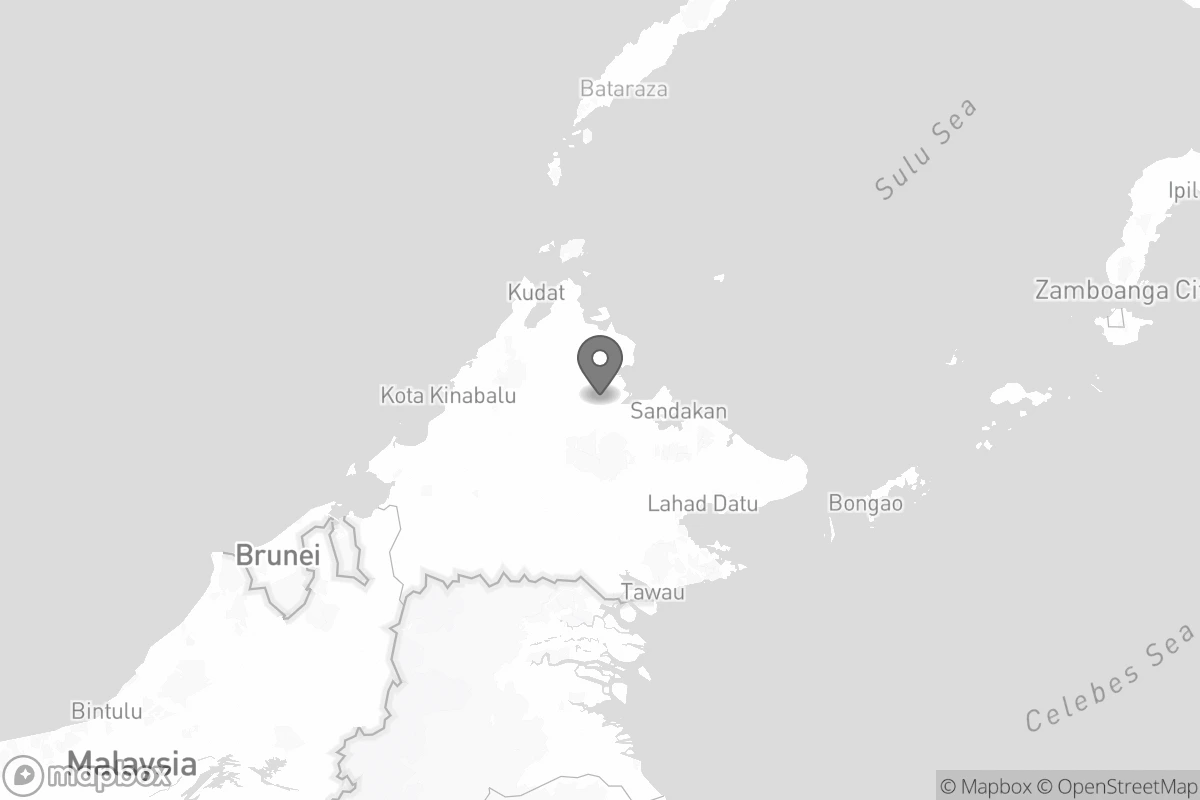 Bataraza
Sulu Sea
Ipil
Kudat
Zamboanga Cit
Kota Kinabalu
Sandakan
Lahad Datu
Bongao
Brunei
Tawau
Celebes Sea
Bintulu
Malaysia
mapbox
© Mapbox © OpenStreetMap